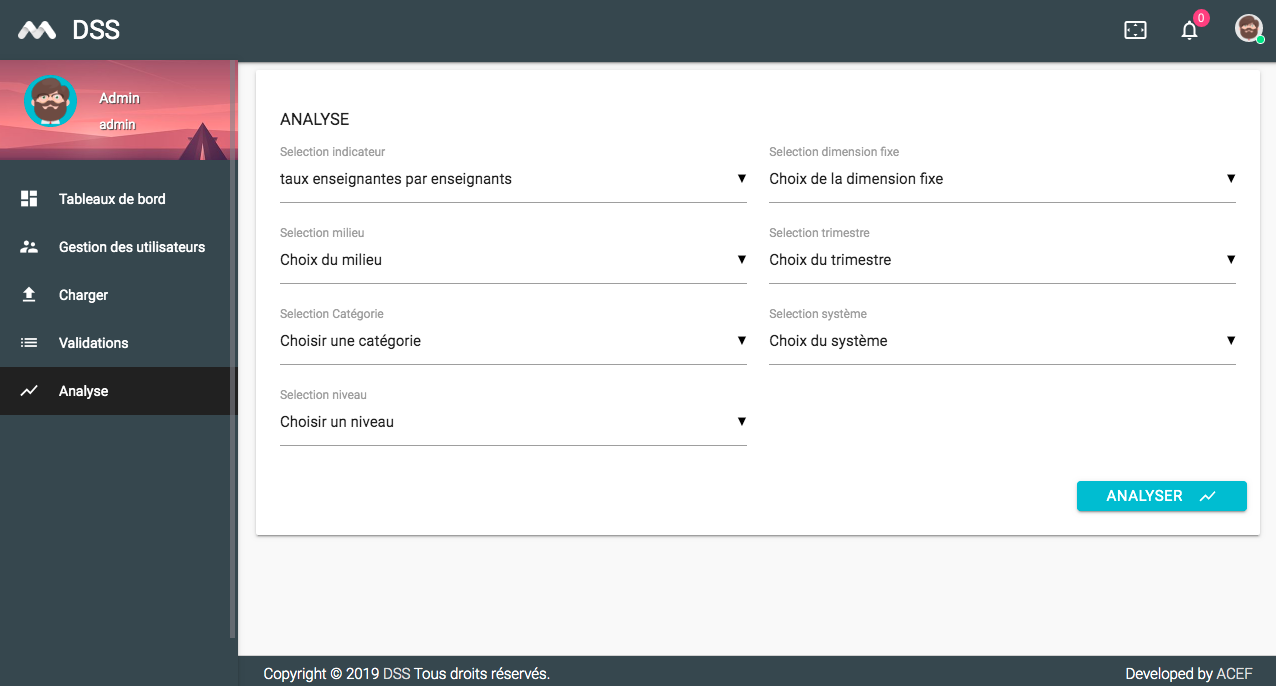 DSS
0
Admin
admin
Tableaux de bord
Gestion des utilisateurs
Charger
Validations
Analyse
ANALYSE
Selection indicateur
taux enseignantes par enseignants
Selection dimension fixe
Choix de la dimension fixe
Selection milieu
Choix du milieu
Selection trimestre
Choix du trimestre
Selection Catégorie
Choisir une catégorie
Selection système
Choix du système
Selection niveau
Choisir un niveau
ANALYSER
Copyright © 2019 DSS Tous droits réservés.
Developed by ACEF